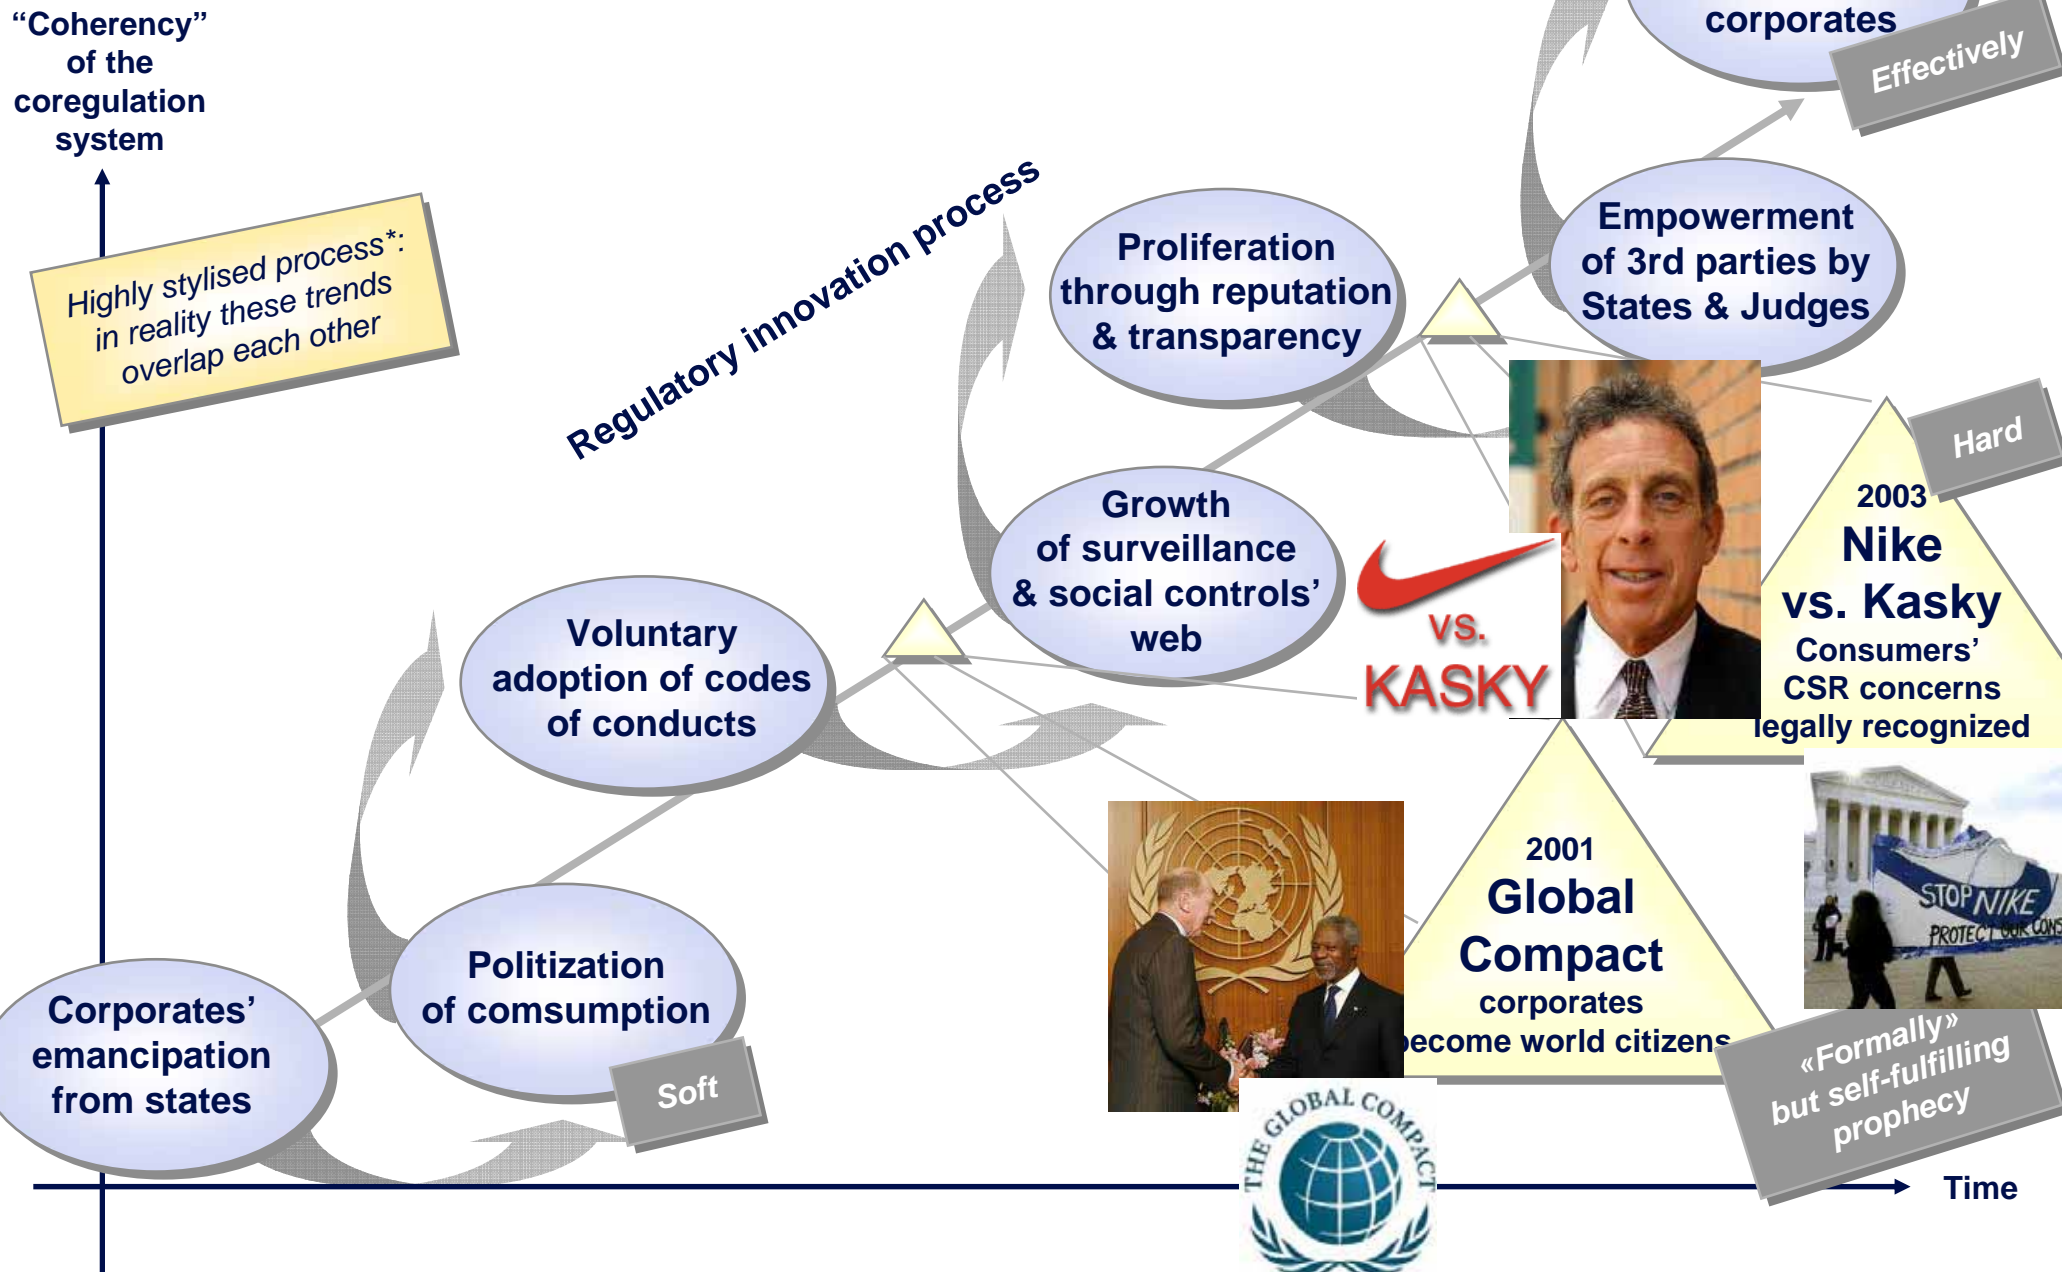 “Coherency”
of the
coregulation
system
Highly stylised process*:
in reality these trends
overlap each other
Regulatory innovation process
corporates
Effectively
Empowerment
of 3rd parties by
States & Judges
Proliferation
through reputation
& transparency
Hard
2003
Nike
vs. Kasky
Consumers’
CSR concerns
legally recognized
Growth
of surveillance
& social controls’
web
vs.
KASKY
Voluntary
adoption of codes
of conducts
STOP NIKE
PROTECT OUR CONS
2001
Global
Compact
corporates
become world citizens
Politization
of comsumption
Soft
Corporates’
emancipation
from states
«Formally»
but self-fulfilling
prophecy
THE GLOBAL COMPACT
Time